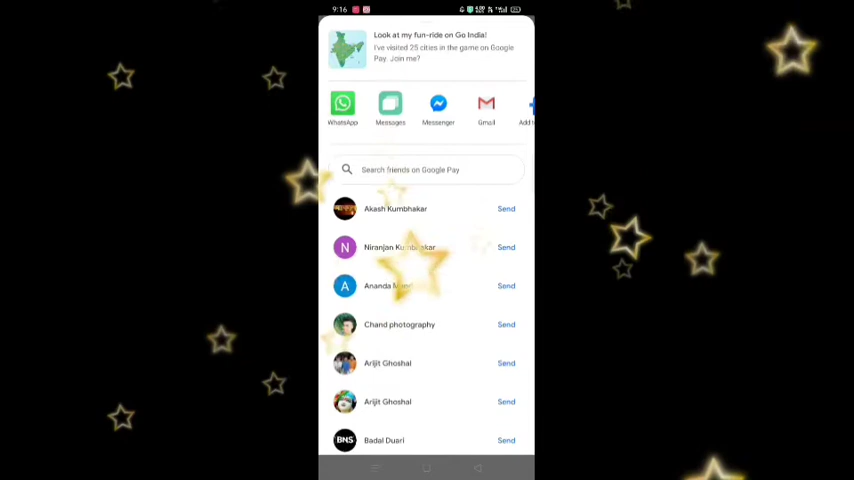 9:16
Look at my fun-ride on Go India!
I've visited 25 cities in the game on Google
Pay. Join me?
WhatsApp
Messages
Messenger
Gmail
Search friends on Google Pay
Akash Kumbhakar Send
N Niranjan Send
A Ananda Send
Chand photography Send
Arijit Ghoshal Send
Arijit Ghoshal Send
BNS Badal Duari Send